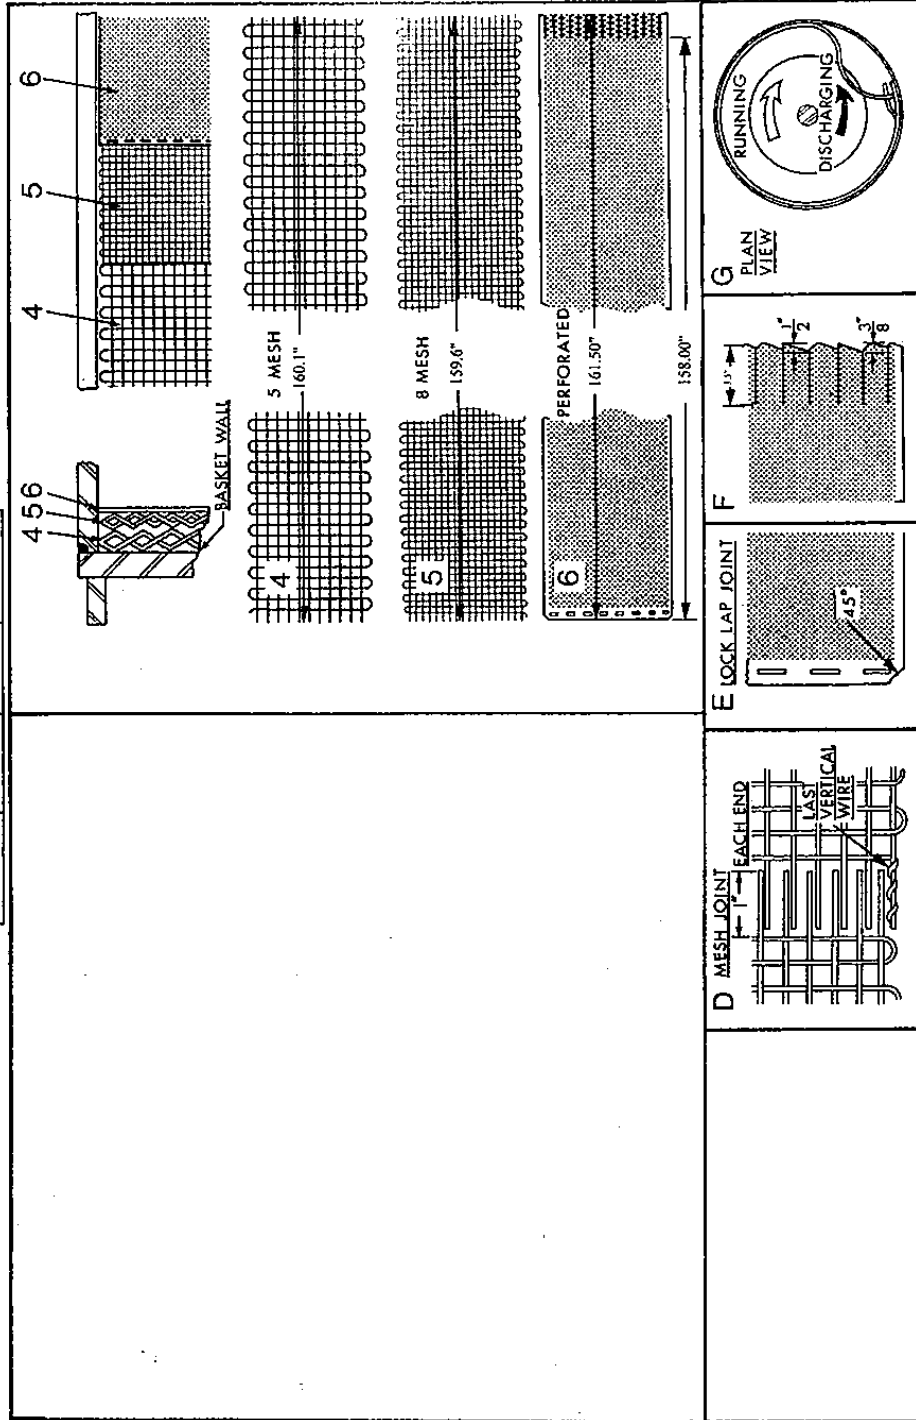 4 5 6
BASKET WALL
4
5
6
4
5 MESH
160.1"
5
8 MESH
159.6"
6
PERFORATED
161.50"
158.00"
D
MESH JOINT
1"
EACH END
LAST
VERTICAL
WIRE
E
LOCK LAP JOINT
45°
F
1/2"
3/8"
G
PLAN
VIEW
RUNNING
DISCHARGING